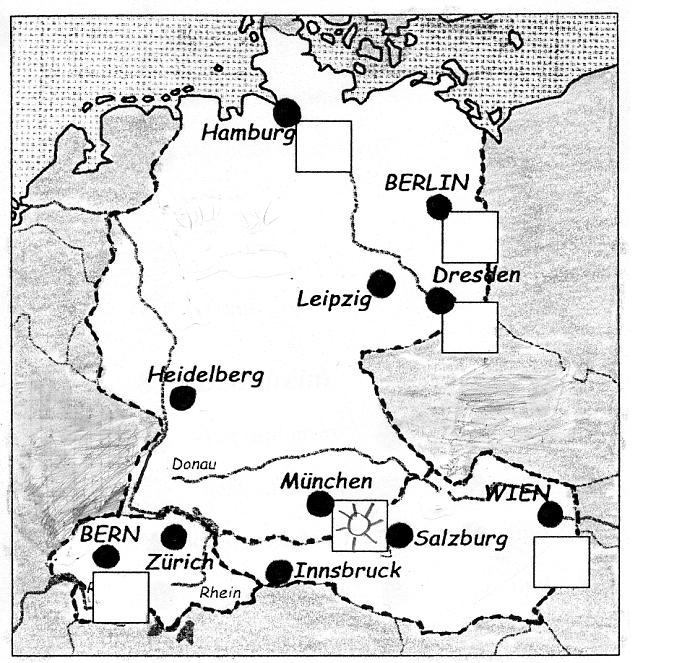 Hamburg
BERLIN
Dresden
Leipzig
Heidelberg
Donau
München
WIEN
BERN
Salzburg
Zürich
Innsbruck
Rhein